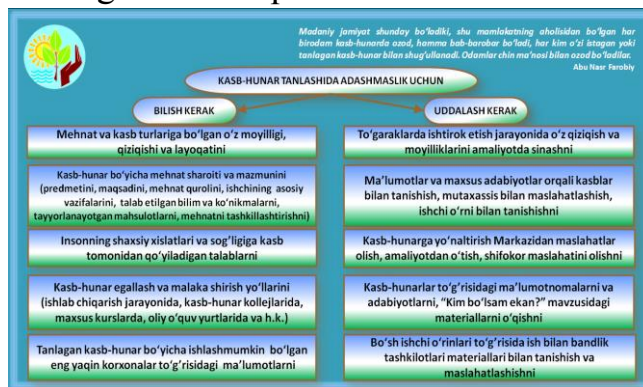 Madaniy jamiyat shunday bo'ladiki, shu mamlakatning aholisidan bo'lgan har
birodam kasb-hunarda ozod, hamma bab-barobar bo'ladi, har kim o'zi istagan yoki
tanlagan kasb-hunar bilan shug'ullanadi. Odamlar chin ma'nosi bilan ozod bo'ladilar.
Abu Nasr Farobiy
KASB-HUNAR TANLASHIDA ADASHMASLIK UCHUN
BILISH KERAK
Mehnat va kasb turlariga bo'lgan o'z moyilligi,
qiziqishi va layoqatini
Kasb-hunar bo'yicha mehnat sharoiti va mazmunini
(predmetini, maqsadini, mehnat qurolini, ishchining asosiy
vazifalarini, talab etilgan bilim va ko'nikmalarni,
tayyorlanayotgan mahsulotlarni, mehnatni tashkillashtirishni)
Insonning shaxsiy xislatlari va sog'ligiga kasb
tomonidan qo'yiladigan talablarni
Kasb-hunar egallash va malaka shirish yo'llarini
(ishlab chiqarish jarayonida, kasb-hunar kollejlarida,
maxsus kurslarda, oliy o'quv yurtlarida va h.k.)
Tanlagan kasb-hunar bo'yicha ishlashmumkin bo'lgan
eng yaqin korxonalar to'g'risidagi ma'lumotlarni
UDDALASH KERAK
To'garaklarda ishtirok etish jarayonida o'z qiziqish va
moyilliklarini amaliyotda sinashni
Ma'lumotlar va maxsus adabiyotlar orqali kasblar
bilan tanishish, mutaxassis bilan maslahatlashish,
ishchi o'rni bilan tanishishni
Kasb-hunarga yo'naltirish Markazidan maslahatlar
olish, amaliyotdan o'tish, shifokor maslahatini olishni
Kasb-hunarlar to'g'risidagi ma'lumotnomalarni va
adabiyotlarni, "Kim bo'lsam ekan?" mavzusidagi
materiallarni o'qishni
Bo'sh ishchi o'rinlari to'g'risida ish bilan bandlik
tashkilotlari materiallari bilan tanishish va
maslahatlashishni